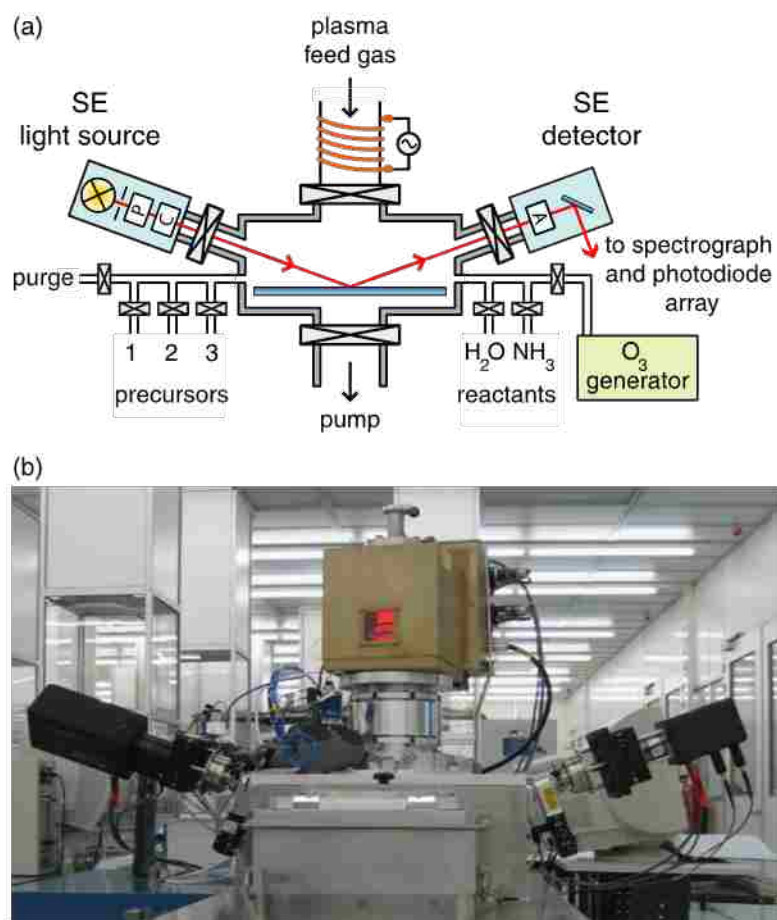 (a)
plasma
feed gas
SE
light source
SE
detector
P
C
A
to spectrograph
and photodiode
array
purge
1 2 3
precursors
H₂O NH₃
reactants
O₃
generator
pump
(b)